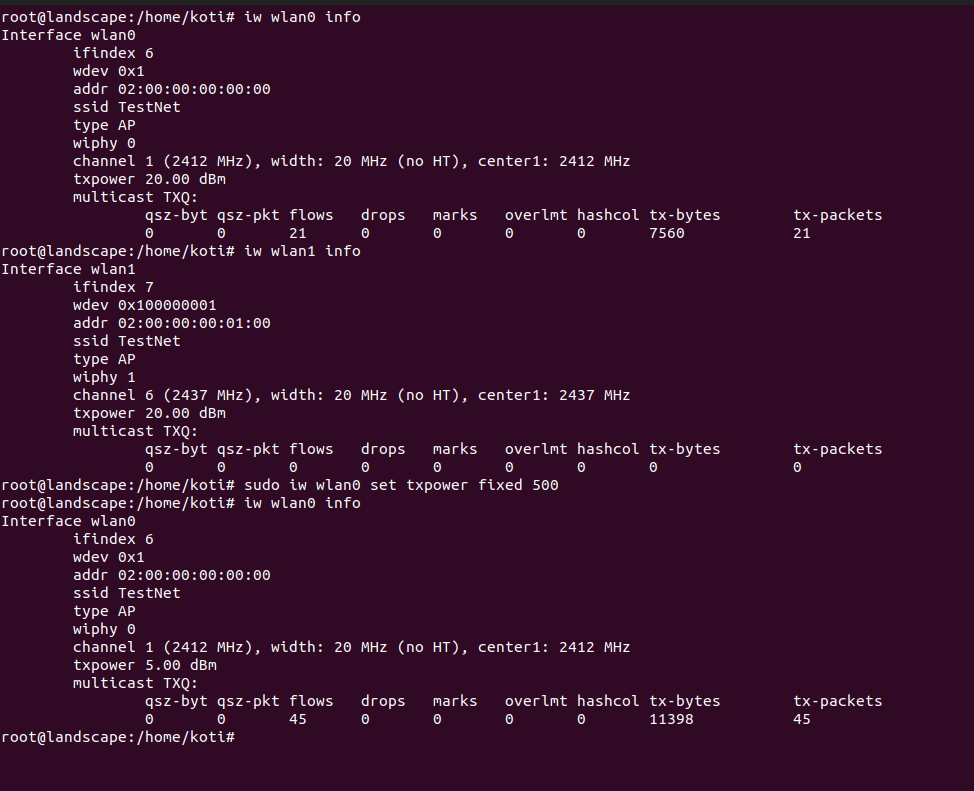 root@landscape:/home/koti# iw wlan0 info
Interface wlan0
        ifindex 6
        wdev 0x1
        addr 02:00:00:00:00:00
        ssid TestNet
        type AP
        wiphy 0
        channel 1 (2412 MHz), width: 20 MHz (no HT), center1: 2412 MHz
        txpower 20.00 dBm
        multicast TXQ:
                qsz-byt qsz-pkt flows   drops   marks   overlmt hashcol tx-bytes        tx-packets
                0       0       21      0       0       0       0       7560            21
root@landscape:/home/koti# iw wlan1 info
Interface wlan1
        ifindex 7
        wdev 0x100000001
        addr 02:00:00:00:01:00
        ssid TestNet
        type AP
        wiphy 1
        channel 6 (2437 MHz), width: 20 MHz (no HT), center1: 2437 MHz
        txpower 20.00 dBm
        multicast TXQ:
                qsz-byt qsz-pkt flows   drops   marks   overlmt hashcol tx-bytes        tx-packets
                0       0       0       0       0       0       0       0               0
root@landscape:/home/koti# sudo iw wlan0 set txpower fixed 500
root@landscape:/home/koti# iw wlan0 info
Interface wlan0
        ifindex 6
        wdev 0x1
        addr 02:00:00:00:00:00
        ssid TestNet
        type AP
        wiphy 0
        channel 1 (2412 MHz), width: 20 MHz (no HT), center1: 2412 MHz
        txpower 5.00 dBm
        multicast TXQ:
                qsz-byt qsz-pkt flows   drops   marks   overlmt hashcol tx-bytes        tx-packets
                0       0       45      0       0       0       0       11398           45
root@landscape:/home/koti#